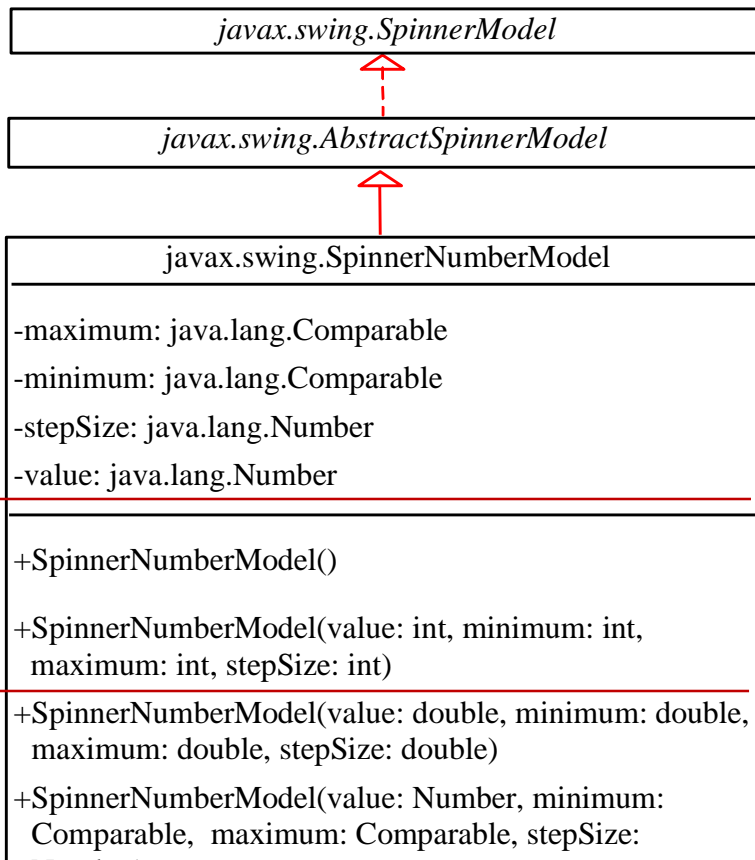 javax.swing.SpinnerModel
javax.swing.AbstractSpinnerModel
javax.swing.SpinnerNumberModel
-maximum: java.lang.Comparable
-minimum: java.lang.Comparable
-stepSize: java.lang.Number
-value: java.lang.Number
+SpinnerNumberModel()
+SpinnerNumberModel(value: int, minimum: int,
maximum: int, stepSize: int)
+SpinnerNumberModel(value: double, minimum: double,
maximum: double, stepSize: double)
+SpinnerNumberModel(value: Number, minimum:
Comparable, maximum: Comparable, stepSize: